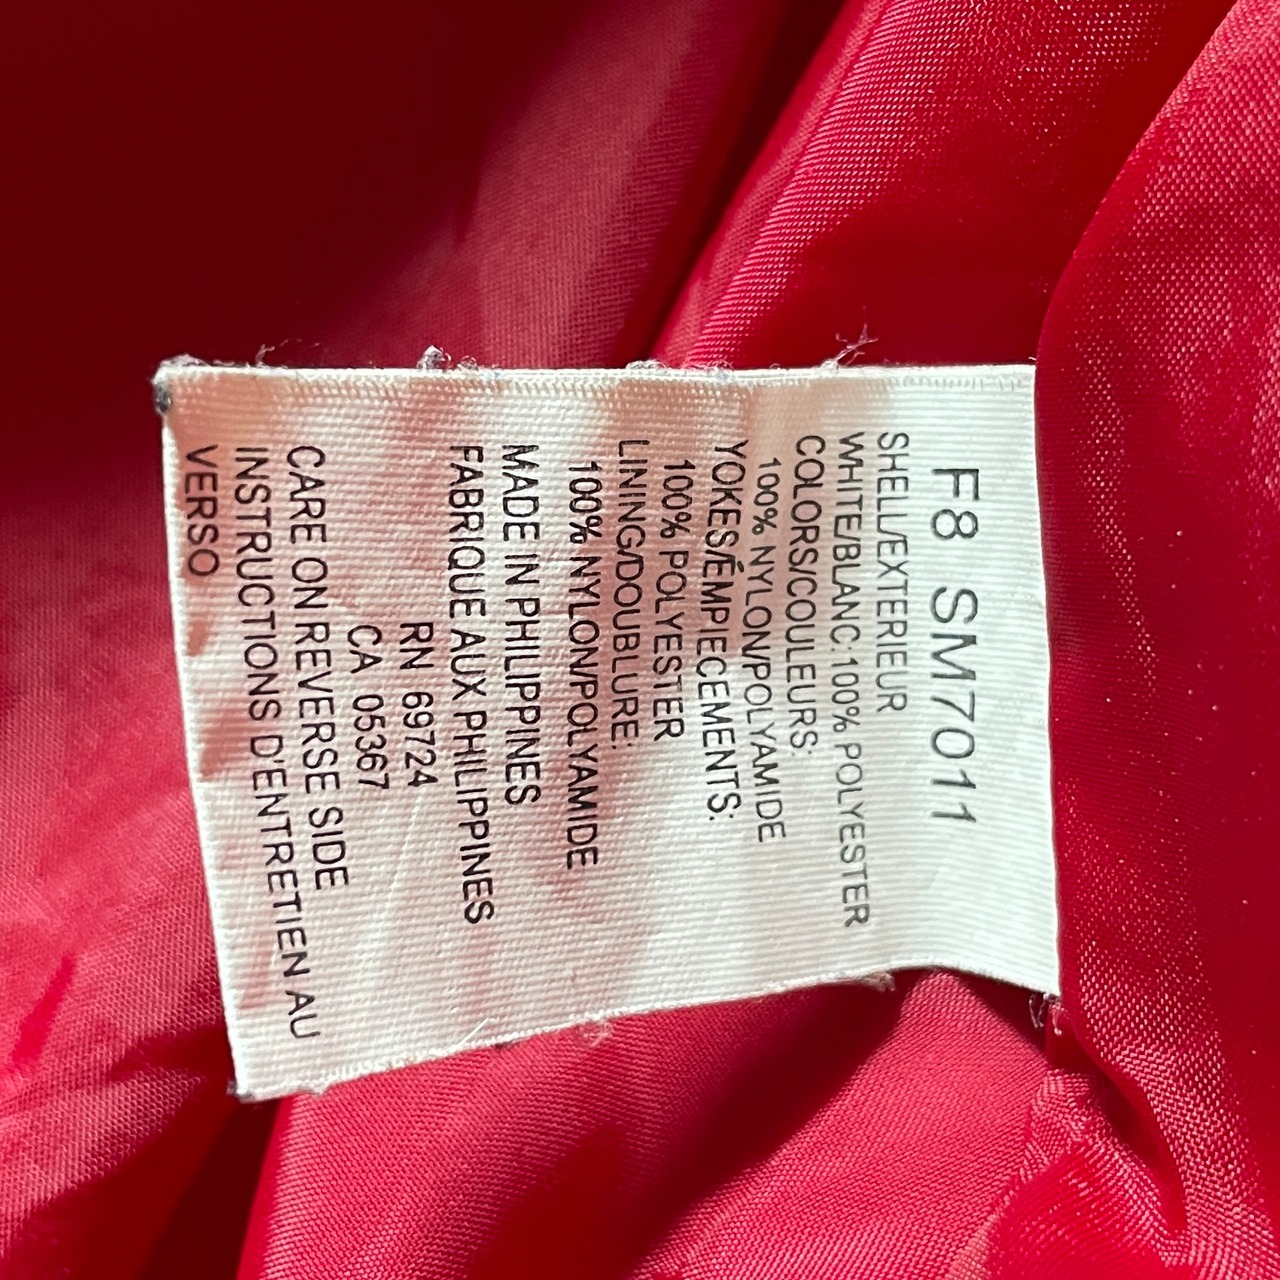 F8 SM7011
SHELL/EXTERIEUR
WHITE/BLANC:100% POLYESTER
COLORS/COULEURS:
100% NYLON/POLYAMIDE
YOKES/ÉMPIECEMENTS:
100% POLYESTER
LINING/DOUBLURE:
100% NYLON/POLYAMIDE
MADE IN PHILIPPINES
FABRIQUE AUX PHILIPPINES
RN 69724
CA 05367
CARE ON REVERSE SIDE
INSTRUCTIONS D'ENTRETIEN AU
VERSO